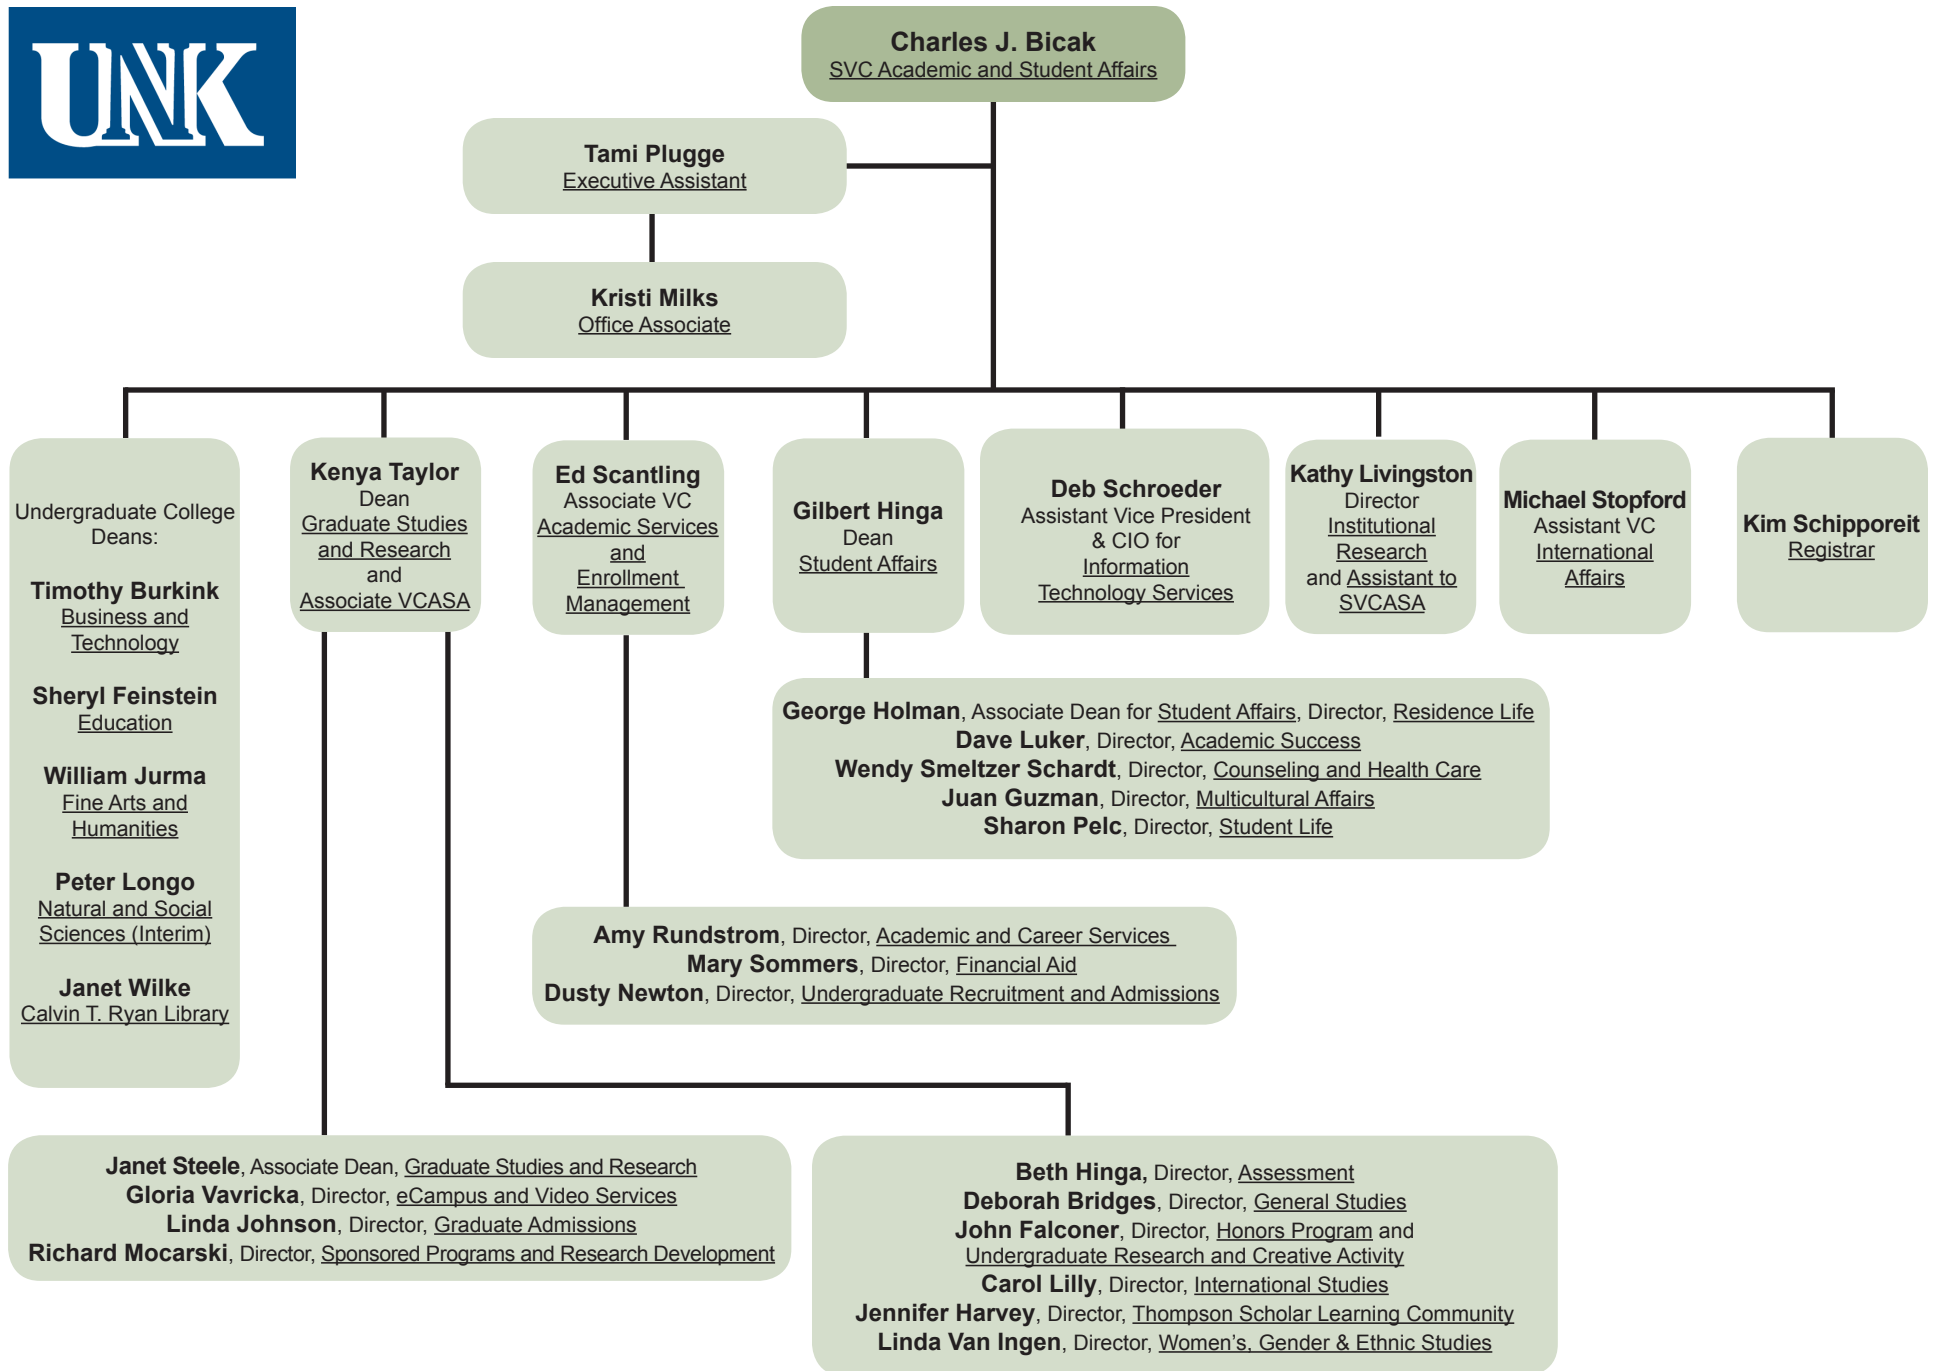 UNK
Charles J. Bicak
SVC Academic and Student Affairs
Tami Plugge
Executive Assistant
Kristi Milks
Office Associate
Undergraduate College
Deans:
Timothy Burkink
Business and
Technology
Sheryl Feinstein
Education
William Jurma
Fine Arts and
Humanities
Peter Longo
Natural and Social
Sciences (Interim)
Janet Wilke
Calvin T. Ryan Library
Kenya Taylor
Dean
Graduate Studies
and Research
and
Associate VCASA
Ed Scantling
Associate VC
Academic Services
and
Enrollment
Management
Gilbert Hinga
Dean
Student Affairs
Deb Schroeder
Assistant Vice President
& CIO for
Information
Technology Services
Kathy Livingston
Director
Institutional
Research
and Assistant to
SVCASA
Michael Stopford
Assistant VC
International
Affairs
Kim Schipporeit
Registrar
George Holman, Associate Dean for Student Affairs, Director, Residence Life
Dave Luker, Director, Academic Success
Wendy Smeltzer Schardt, Director, Counseling and Health Care
Juan Guzman, Director, Multicultural Affairs
Sharon Pelc, Director, Student Life
Amy Rundstrom, Director, Academic and Career Services
Mary Sommers, Director, Financial Aid
Dusty Newton, Director, Undergraduate Recruitment and Admissions
Janet Steele, Associate Dean, Graduate Studies and Research
Gloria Vavricka, Director, eCampus and Video Services
Linda Johnson, Director, Graduate Admissions
Richard Mocarski, Director, Sponsored Programs and Research Development
Beth Hinga, Director, Assessment
Deborah Bridges, Director, General Studies
John Falconer, Director, Honors Program and
Undergraduate Research and Creative Activity
Carol Lilly, Director, International Studies
Jennifer Harvey, Director, Thompson Scholar Learning Community
Linda Van Ingen, Director, Women's, Gender & Ethnic Studies